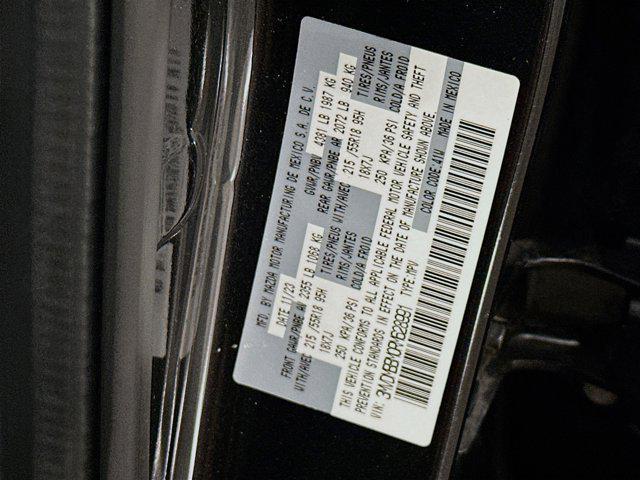 MFD. BY MAZDA MOTOR MANUFACTURING DE MEXICO S.A. DE C.V.
DATE 11/23 GVWR/PNBV 4381 LB 1987 KG
FRONT GAWR/PNBE AV 2355 LB 1068 KG REAR GAWR/PNBE AR 2072 LB 940 KG
WITH/AVEC 215/55R18 95H TIRES/PNEUS WITH/AVEC 215/55R18 95H TIRES/PNEUS
18X7J RIMS/JANTES 18X7J RIMS/JANTES
250 KPA/36 PSI COLD/A FROID 250 KPA/36 PSI COLD/A FROID
THIS VEHICLE CONFORMS TO ALL APPLICABLE FEDERAL MOTOR VEHICLE SAFETY AND THEFT
PREVENTION STANDARDS IN EFFECT ON THE DATE OF MANUFACTURE SHOWN ABOVE
VIN: TYPE:MPV COLOR CODE:41W MADE IN MEXICO